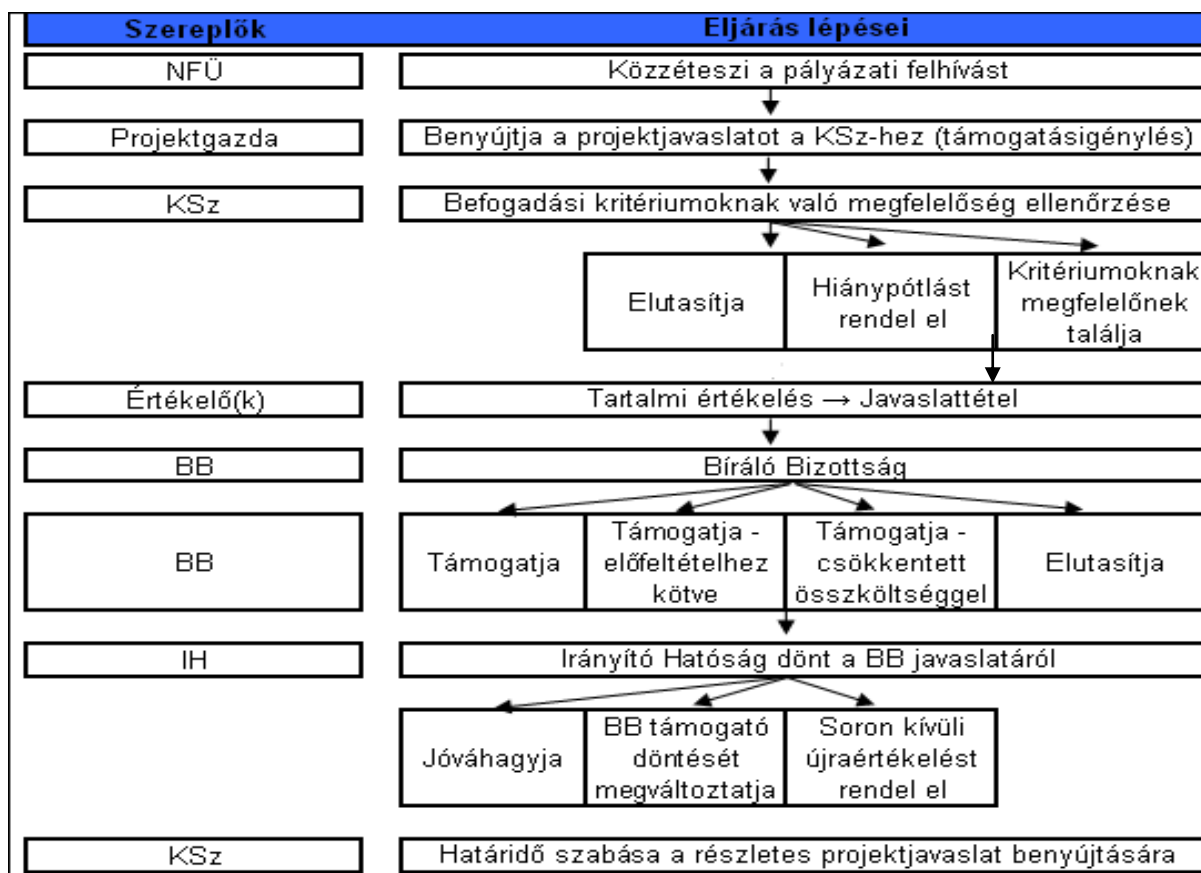 Szereplők
Eljárás lépései
NFÜ
Közzéteszi a pályázati felhívást
Projektgazda
Benyújtja a projektjavaslatot a KSz-hez (támogatásigénylés)
KSz
Befogadási kritériumoknak való megfelelőség ellenőrzése
Elutasítja
Hiánypótlást
rendel el
Kritériumoknak
megfelelőnek
találja
Értékelő(k)
Tartalmi értékelés → Javaslattétel
BB
Bíráló Bizottság
BB
Támogatja
Támogatja -
előfeltételhez
kötve
Támogatja -
csökkentett
összköltséggel
Elutasítja
IH
Irányító Hatóság dönt a BB javaslatáról
Jóváhagyja
BB támogató
döntését
megváltoztatja
Soron kívüli
újraértékelést
rendel el
KSz
Határidő szabása a részletes projektjavaslat benyújtására